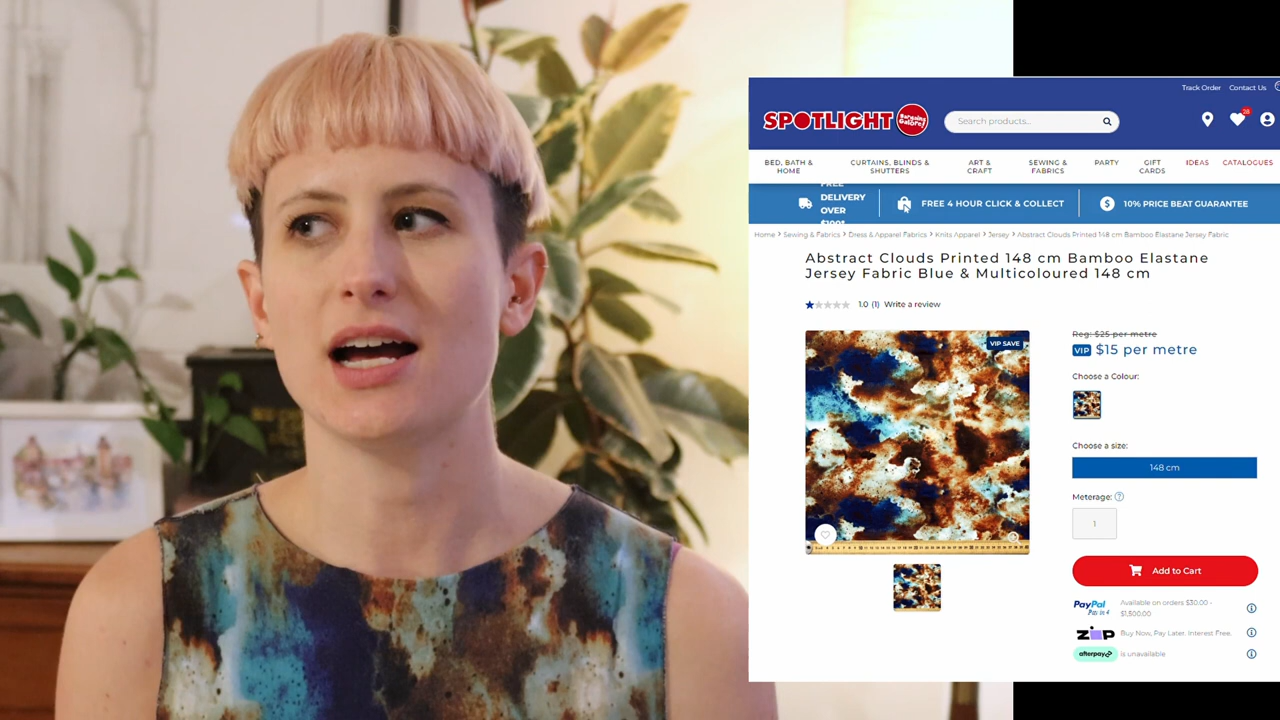 Track Order Contact Us
SPOTLIGHT
Bargains Galore!
Search products..
38
BED, BATH & HOME
CURTAINS, BLINDS & SHUTTERS
ART & CRAFT
SEWING & FABRICS
PARTY
GIFT CARDS
IDEAS
CATALOGUES
FREE
DELIVERY
OVER
$100*
FREE 4 HOUR CLICK & COLLECT
10% PRICE BEAT GUARANTEE
Home > Sewing & Fabrics > Dress & Apparel Fabrics > Knits Apparel > Jersey > Abstract Clouds Printed 148 cm Bamboo Elastane Jersey Fabric
Abstract Clouds Printed 148 cm Bamboo Elastane
Jersey Fabric Blue & Multicoloured 148 cm
1.0 (1) Write a review
VIP SAVE
Reg: $25 per metre
VIP $15 per metre
Choose a Colour:
Choose a size:
148 cm
Meterage: ?
1
Add to Cart
PayPal
Pay in 4
Available on orders $30.00 -
$1,500.00
ZIP Buy Now, Pay Later. Interest Free.
afterpay is unavailable